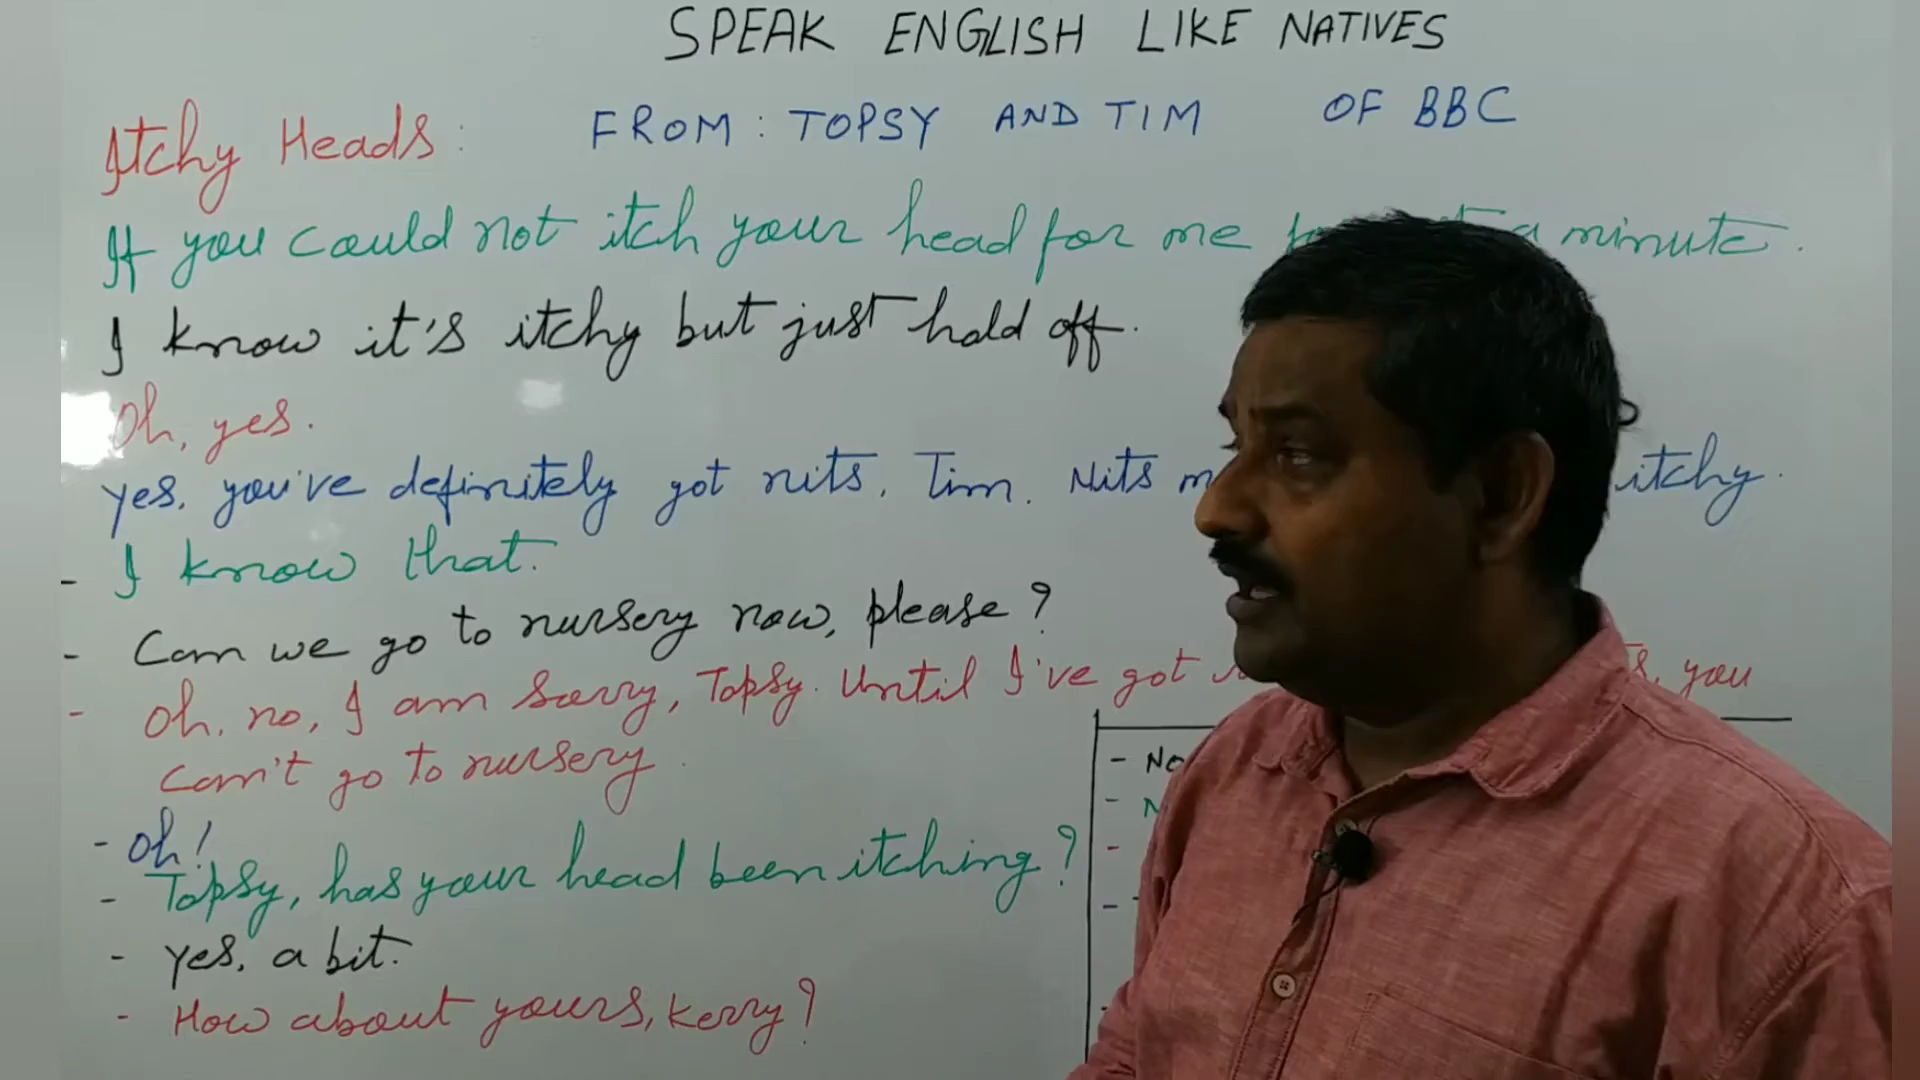 SPEAK ENGLISH LIKE NATIVES
Itchy Heads: FROM: TOPSY AND TIM OF BBC
If you could not itch your head for me a minute.
I know it's itchy but just hold off.
Oh, yes.
yes, you've definitely got nits, Tim. Nits itchy.
- I know that.
- Can we go to nursery now, please?
- Oh, no, I am sorry, Topsy. Until I've got you
can't go to nursery.
- Oh!
- Topsy, has your head been itching?
- yes, a bit.
- How about yours, Kerry?